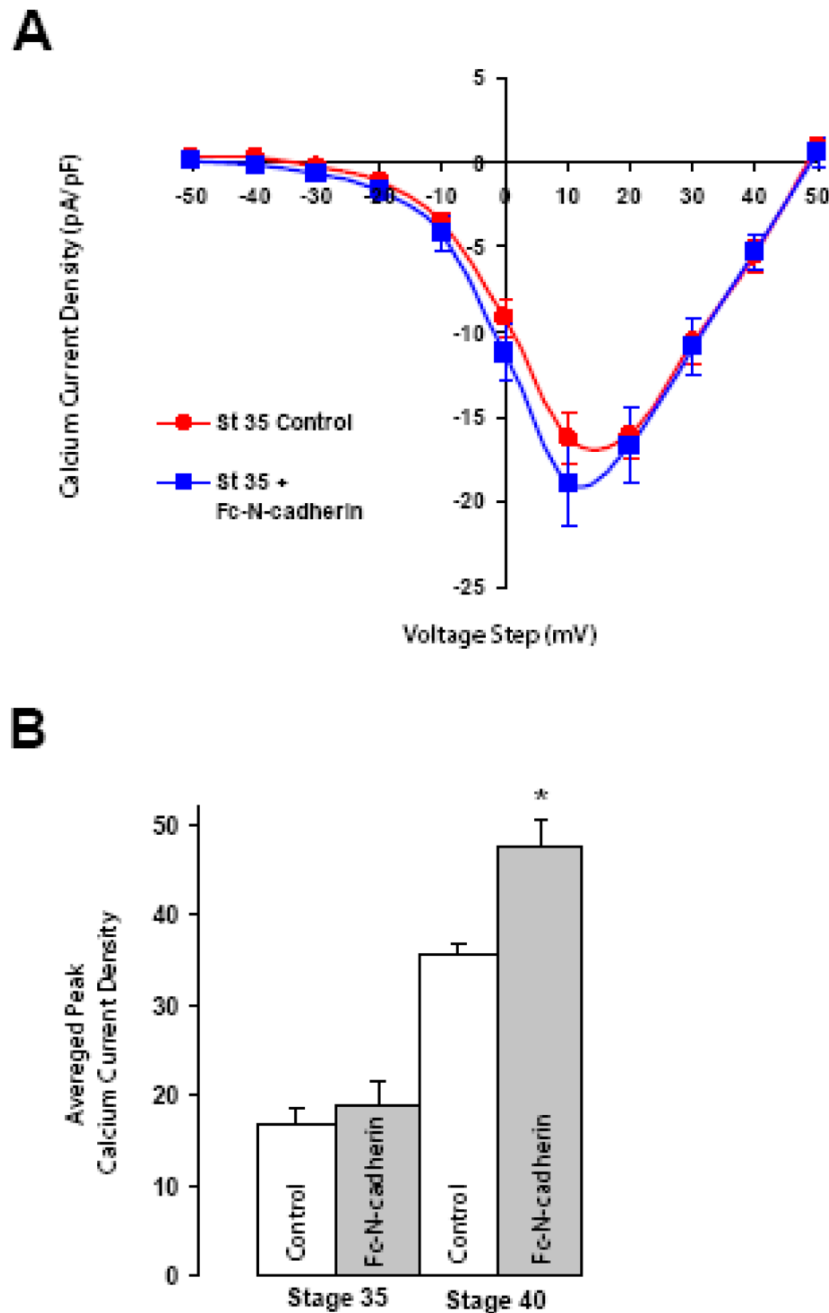 A
Calcium Current Density (pA/pF)
5
0
-5
-10
-15
-20
-25
-50 -40 -30 -20 -10 0 10 20 30 40 50
St 35 Control
St 35 +
Fc-N-cadherin
Voltage Step (mV)
B
Avereged Peak
Calcium Current Density
50
40
30
20
10
0
*
Control
Fc-N-cadherin
Control
Fc-N-cadherin
Stage 35 Stage 40